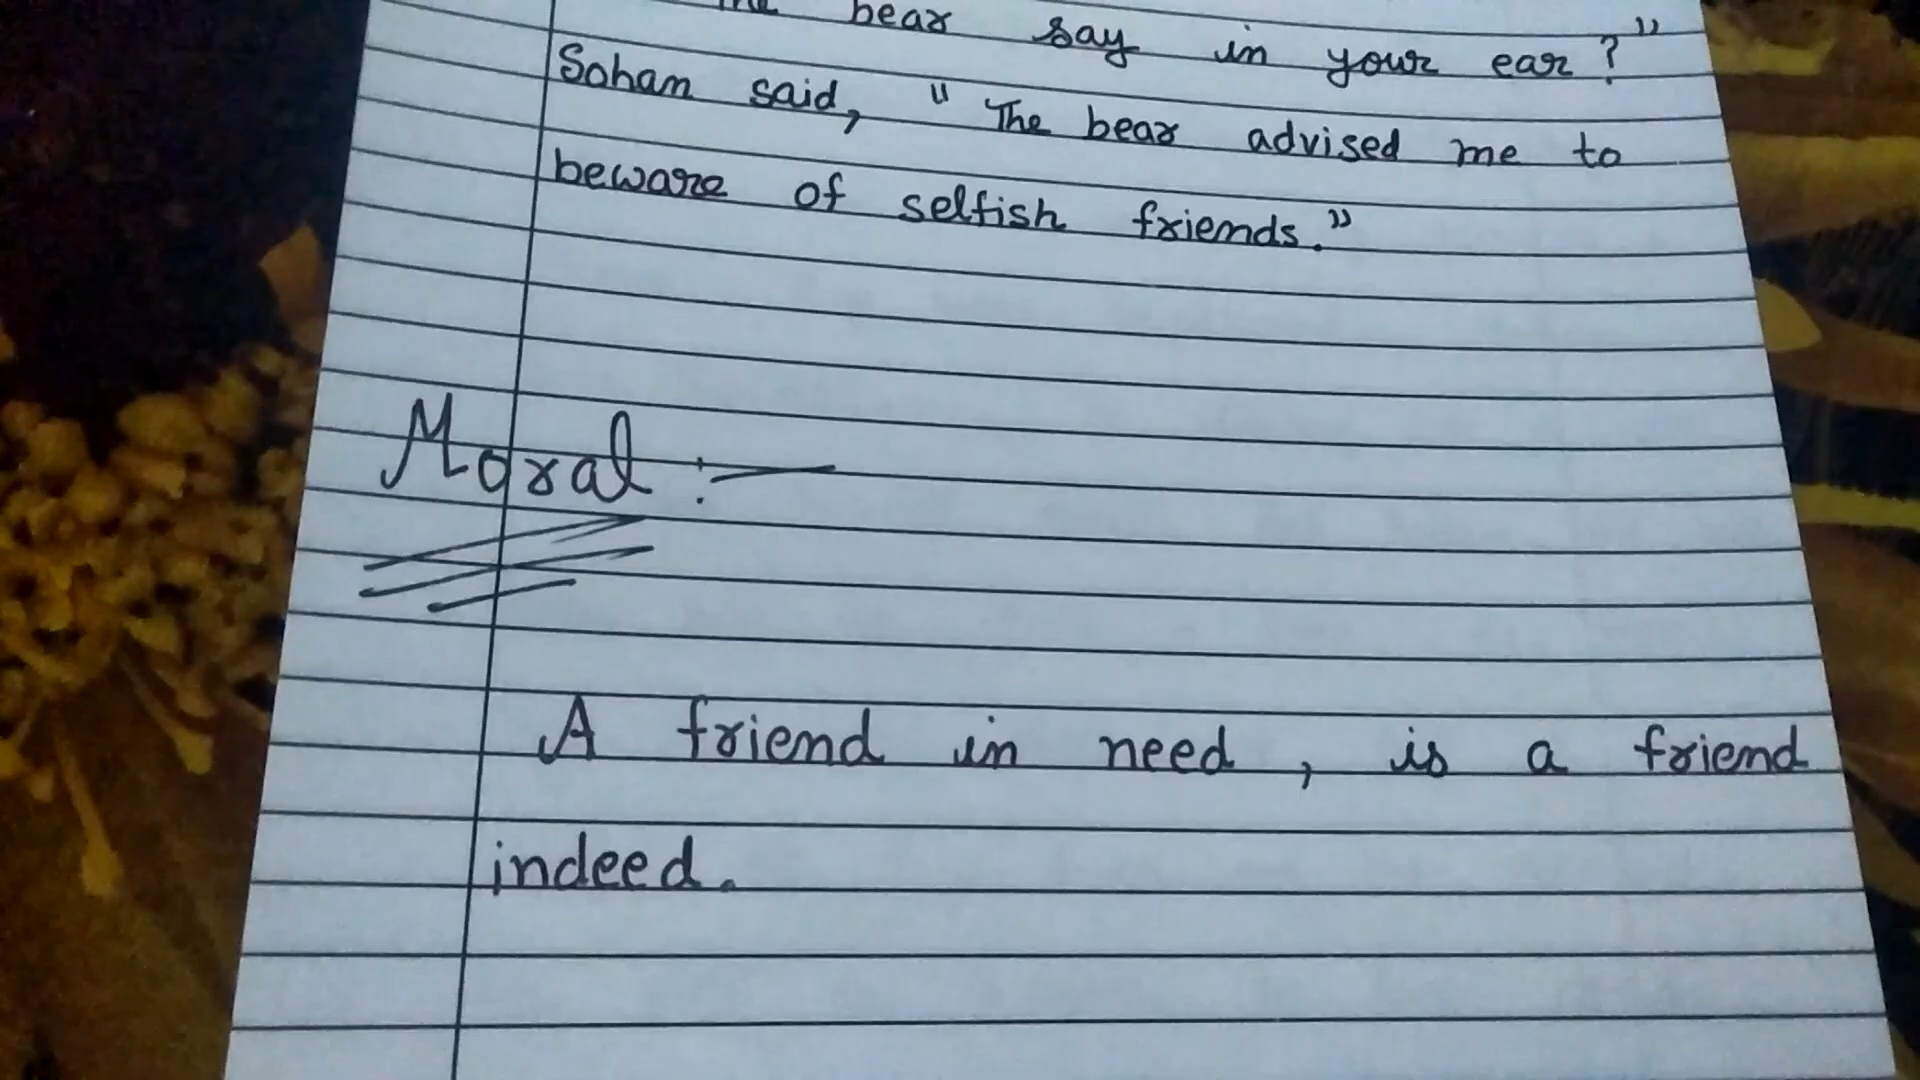 bear say in your ear?”
Soham said, “The bear advised me to
beware of selfish friends.”
Moral :-
A friend in need, is a friend
indeed.